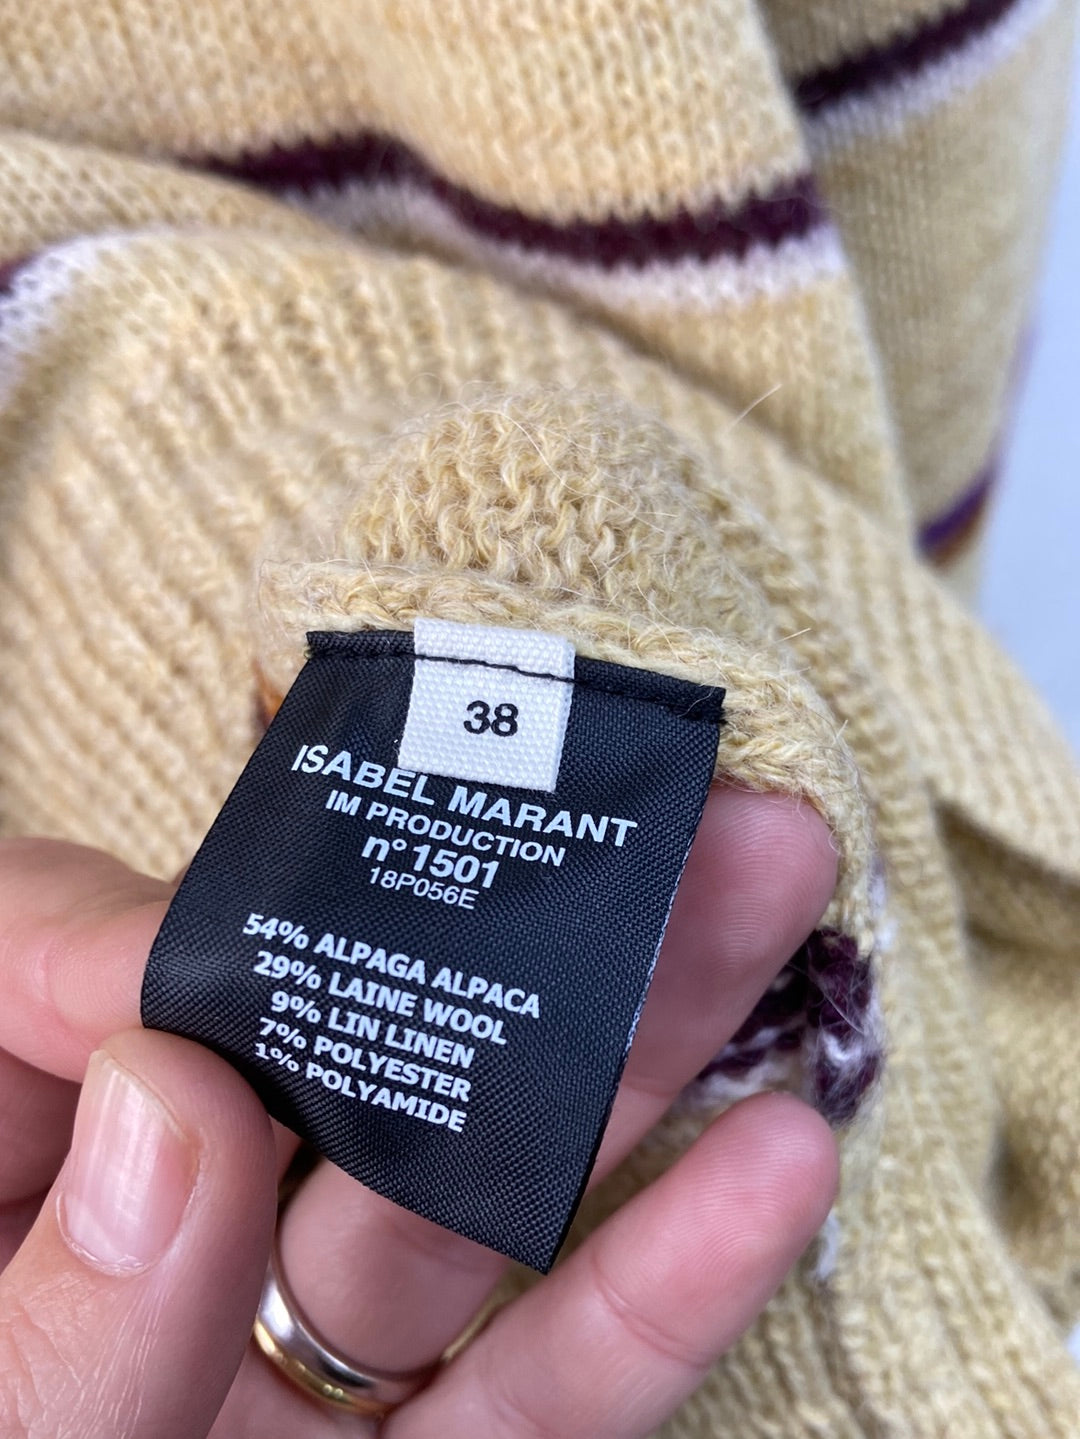 38
ISABEL MARANT
IM PRODUCTION
n°1501
18P056E
54% ALPAGA ALPACA
29% LAINE WOOL
9% LIN LINEN
7% POLYESTER
1% POLYAMIDE